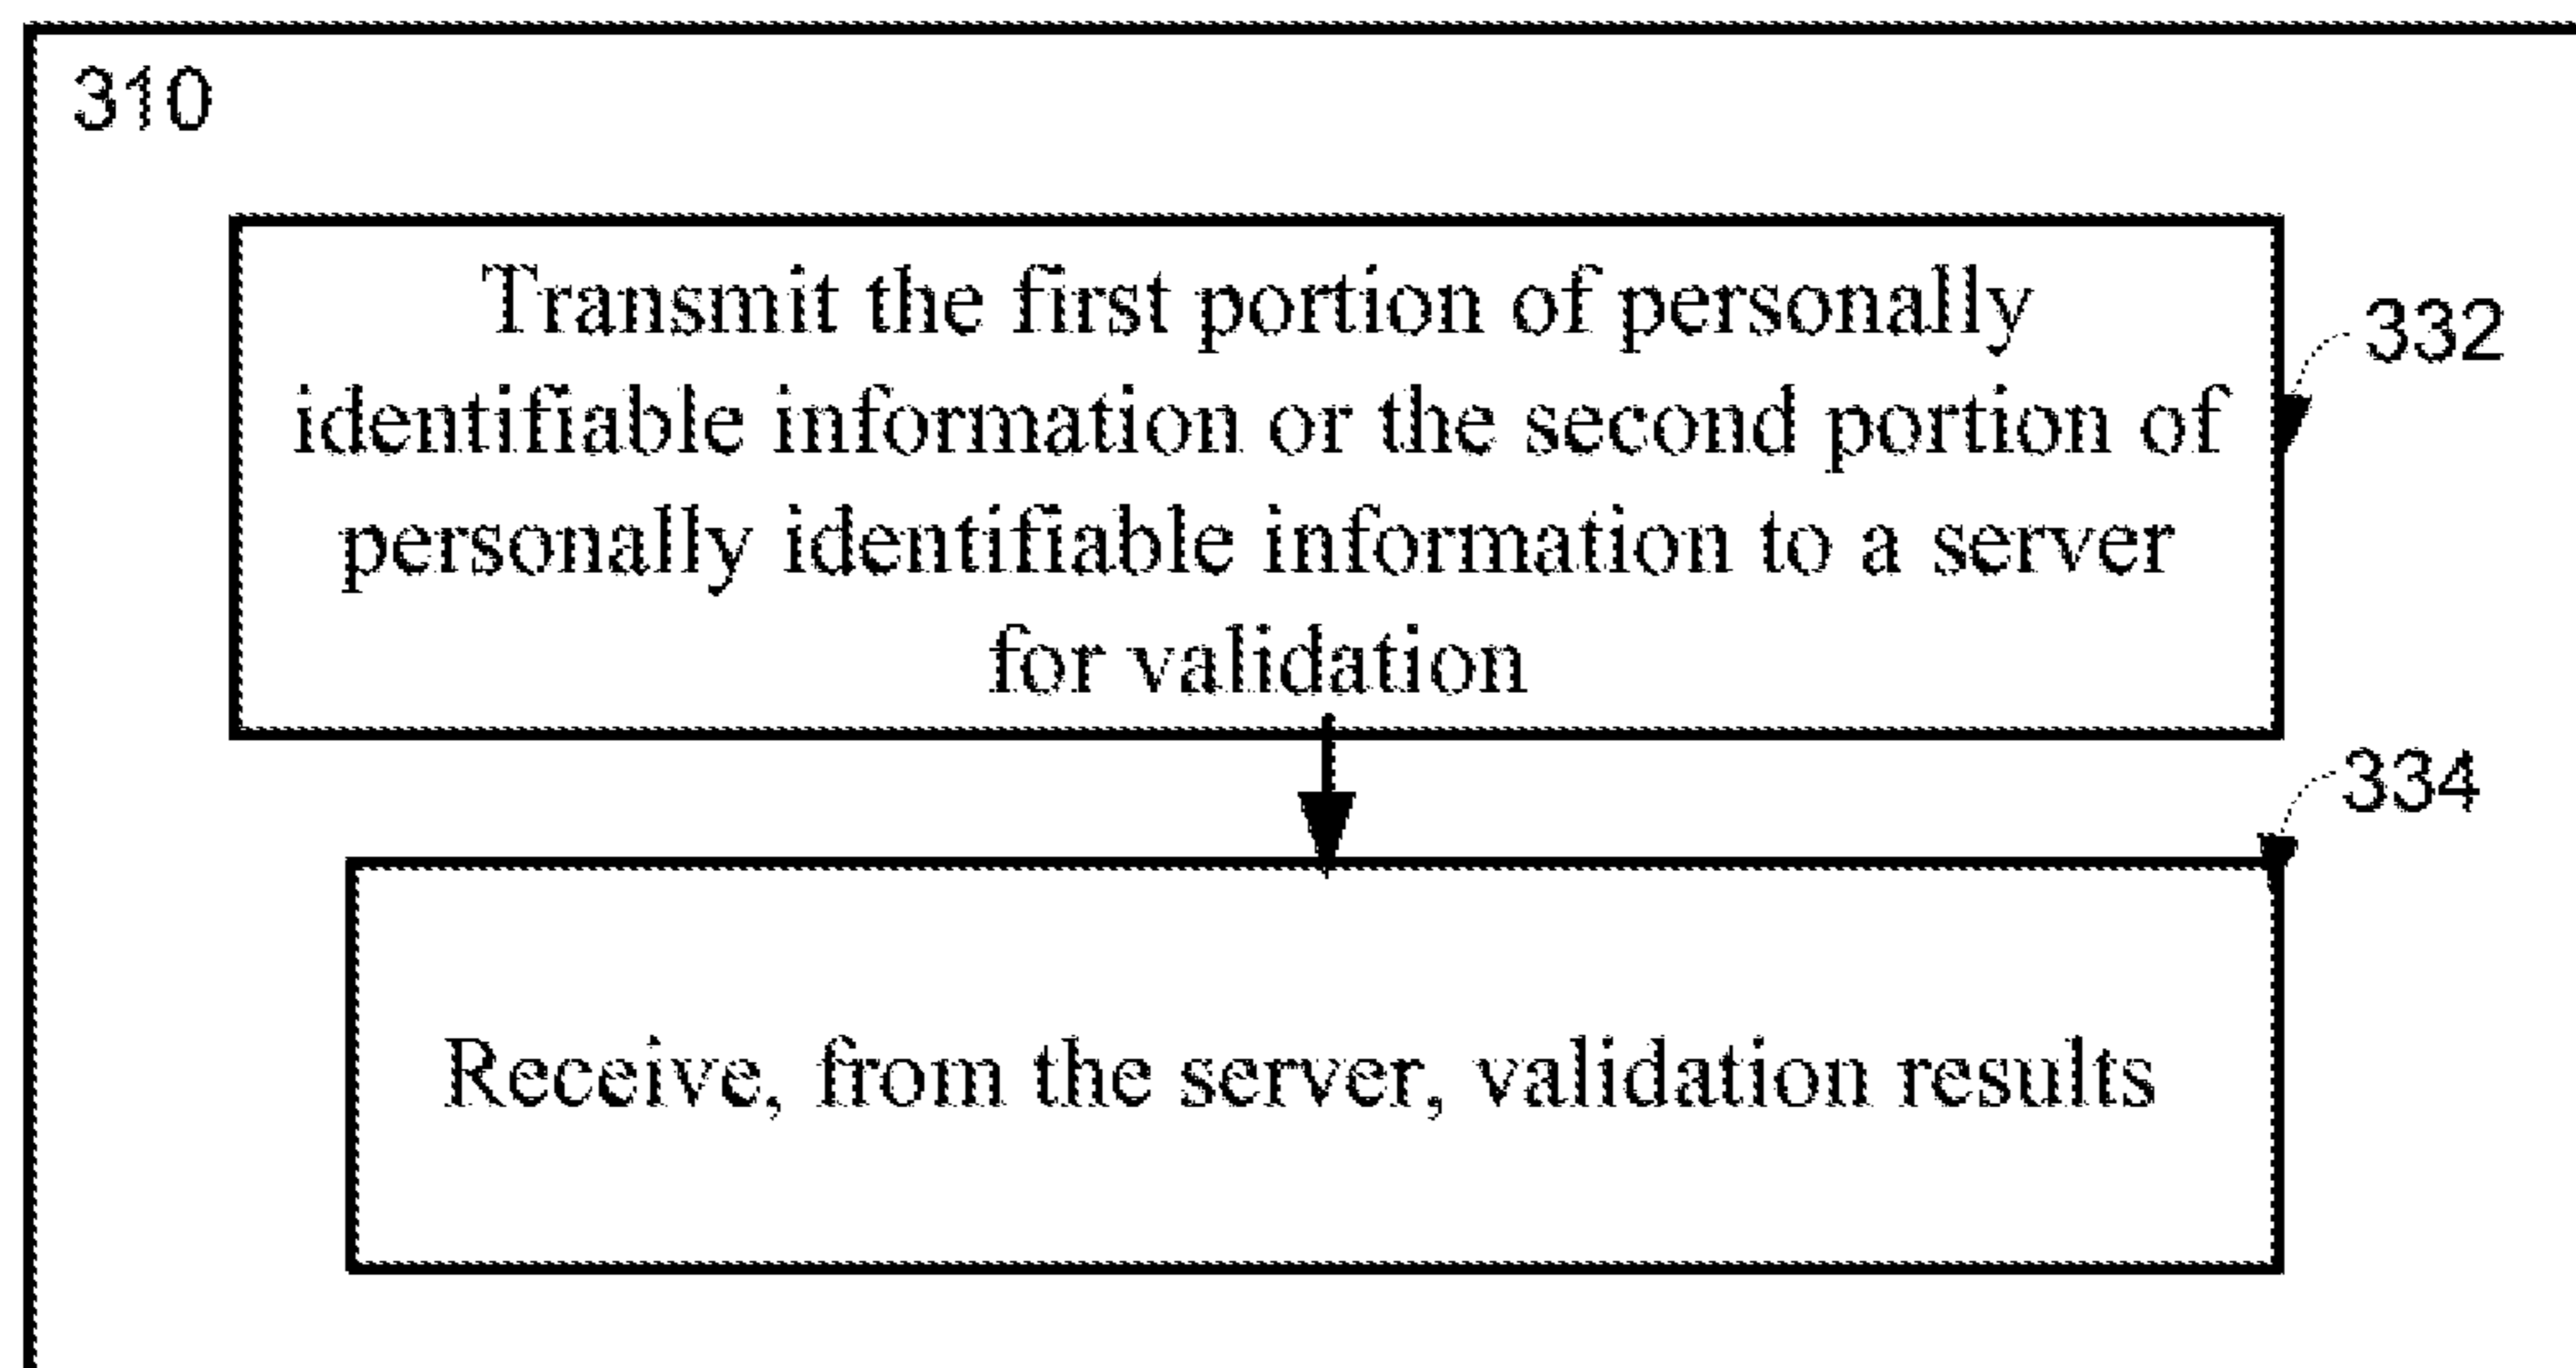 310
Transmit the first portion of personally
332
identifiable information or the second portion of
personally identifiable information to a server
for validation
334
Receive, from the server, validation results